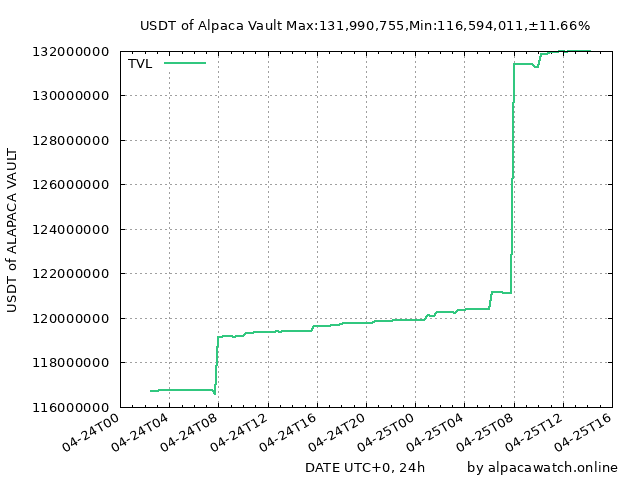 USDT of Alpaca Vault Max:131,990,755,Min:116,594,011,±11.66%
TVL
USDT of ALAPACA VAULT
132000000
130000000
128000000
126000000
124000000
122000000
120000000
118000000
116000000
04-24T00
04-24T04
04-24T08
04-24T12
04-24T16
04-24T20
04-25T00
04-25T04
04-25T08
04-25T12
04-25T16
DATE UTC+0, 24h
by alpacawatch.online